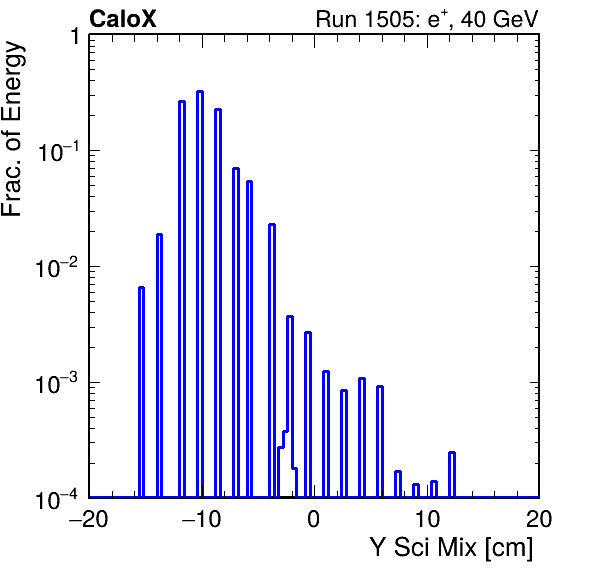 CaloX Run 1505: e⁺, 40 GeV
Frac. of Energy
1
10⁻¹
10⁻²
10⁻³
10⁻⁴
−20 −10 0 10 20
Y Sci Mix [cm]